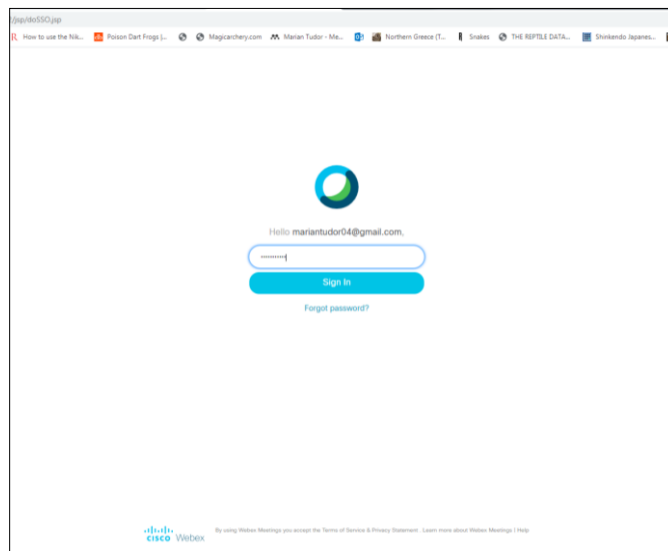 /jsp/doSSO.jsp
How to use the Nik... Poison Dart Frogs |... Magicarchery.com Marian Tudor - Me... Northern Greece (T... Snakes THE REPTILE DATA... Shinkendo Japanes...
Hello mariantudor04@gmail.com,
Sign In
Forgot password?
CISCO Webex
By using Webex Meetings you accept the Terms of Service & Privacy Statement . Learn more about Webex Meetings | Help